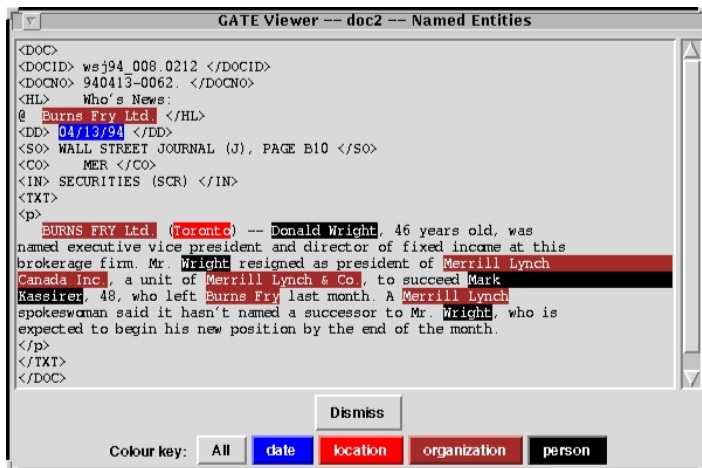 GATE Viewer -- doc2 -- Named Entities
<DOC>
<DOCID> wsj94_008.0212 </DOCID>
<DOCNO> 940413-0062. </DOCNO>
<HL> Who's News:
@ Burns Fry Ltd. </HL>
<DD> 04/13/94 </DD>
<SO> WALL STREET JOURNAL (J), PAGE B10 </SO>
<CO> MER </CO>
<IN> SECURITIES (SCR) </IN>
<TXT>
<p>
BURNS FRY Ltd. (Toronto) -- Donald Wright, 46 years old, was
named executive vice president and director of fixed income at this
brokerage firm. Mr. Wright resigned as president of Merrill Lynch
Canada Inc., a unit of Merrill Lynch & Co., to succeed Mark
Kassirer, 48, who left Burns Fry last month. A Merrill Lynch
spokeswoman said it hasn't named a successor to Mr. Wright, who is
expected to begin his new position by the end of the month.
</p>
</TXT>
</DOC>
Dismiss
Colour key: All date location organization person